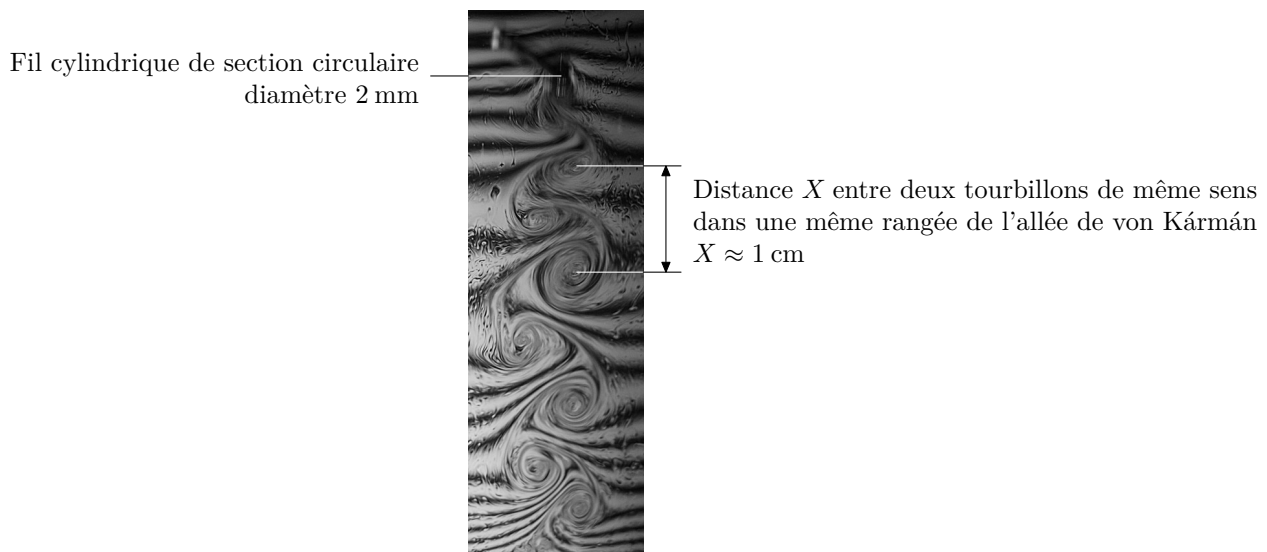 Fil cylindrique de section circulaire
diamètre 2 mm
Distance X entre deux tourbillons de même sens
dans une même rangée de l'allée de von Kármán
X ≈ 1 cm